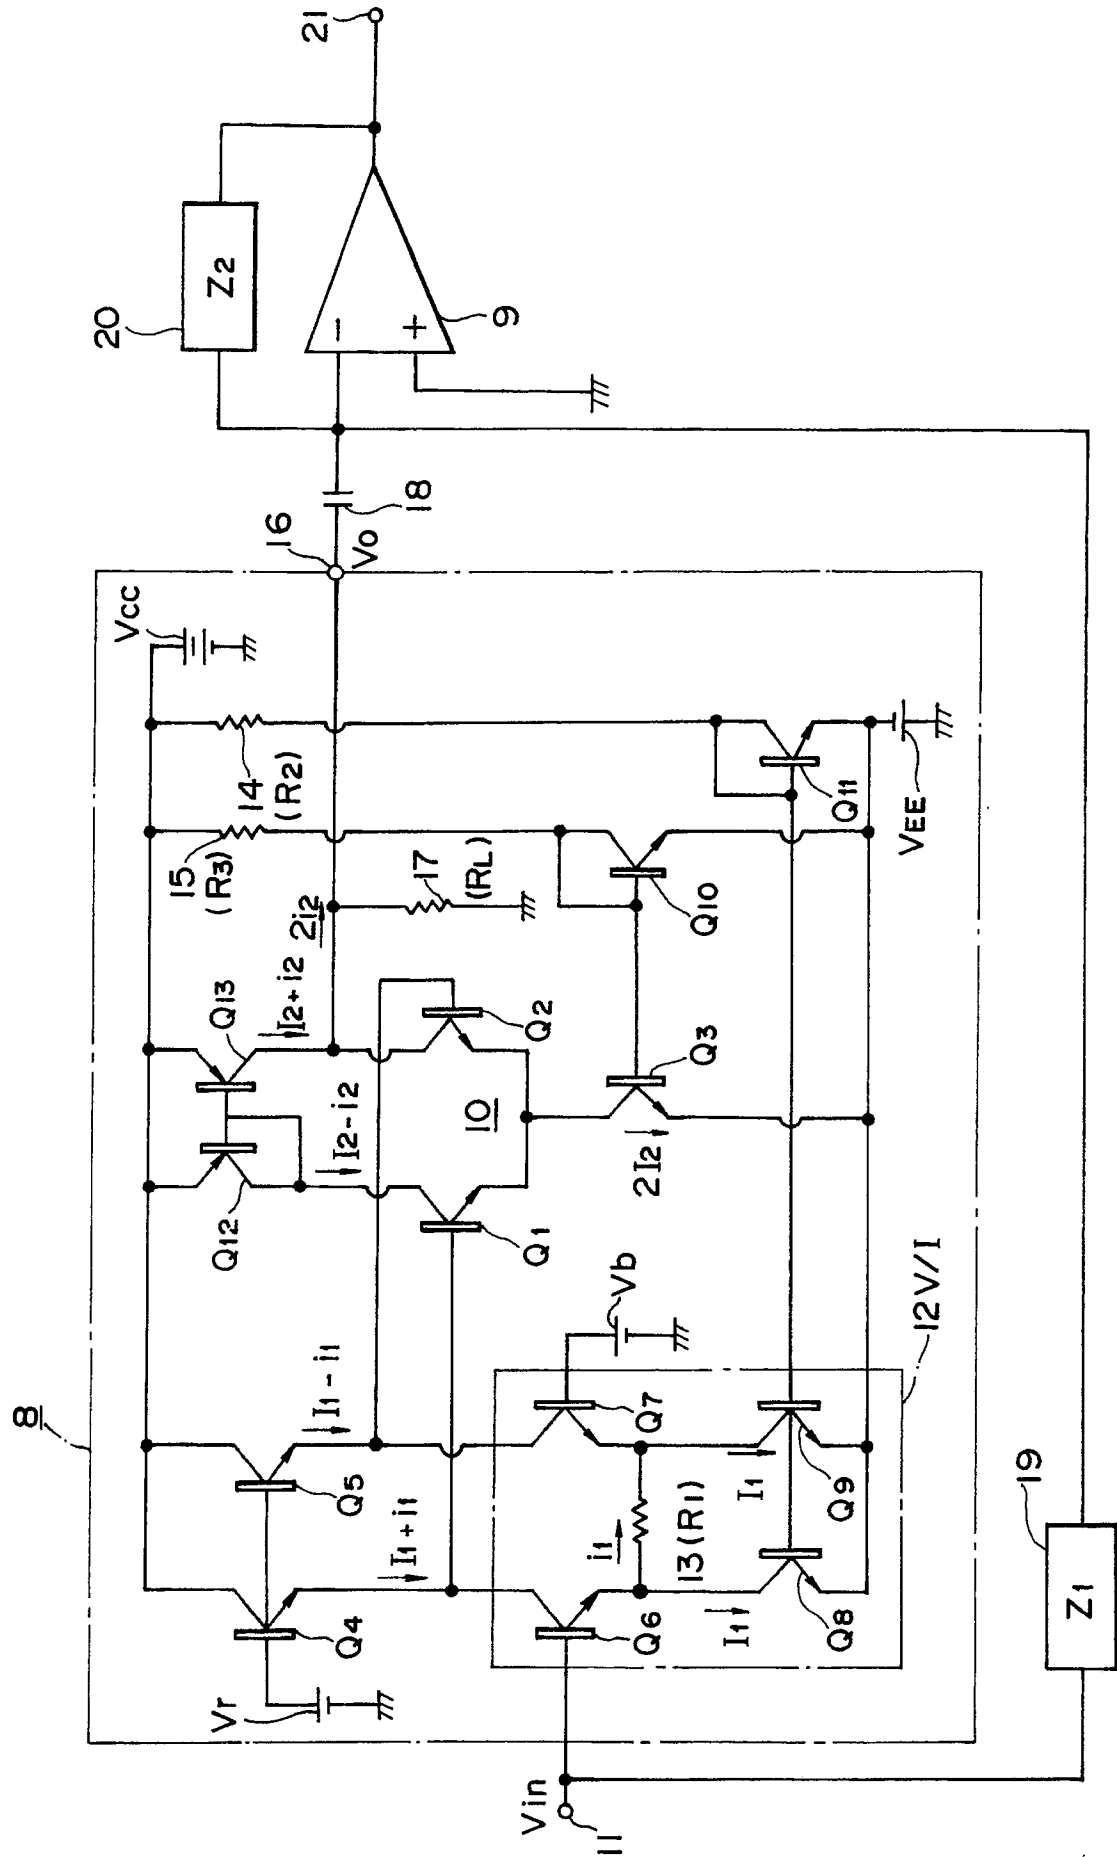 8
Vcc
20
Z2
21
16
Vo
18
9
−
+
15
(R3)
14
(R2)
2i2
17
(RL)
Q13
I2+i2
Q12
I2-i2
10
Q1
Q2
Q3
2I2
Q10
Q11
VEE
Vr
Q4
Q5
I1+i1
I1-i1
Vb
Q6
Q7
i1
13(R1)
I1
I1
Q8
Q9
12V/I
Vin
11
19
Z1